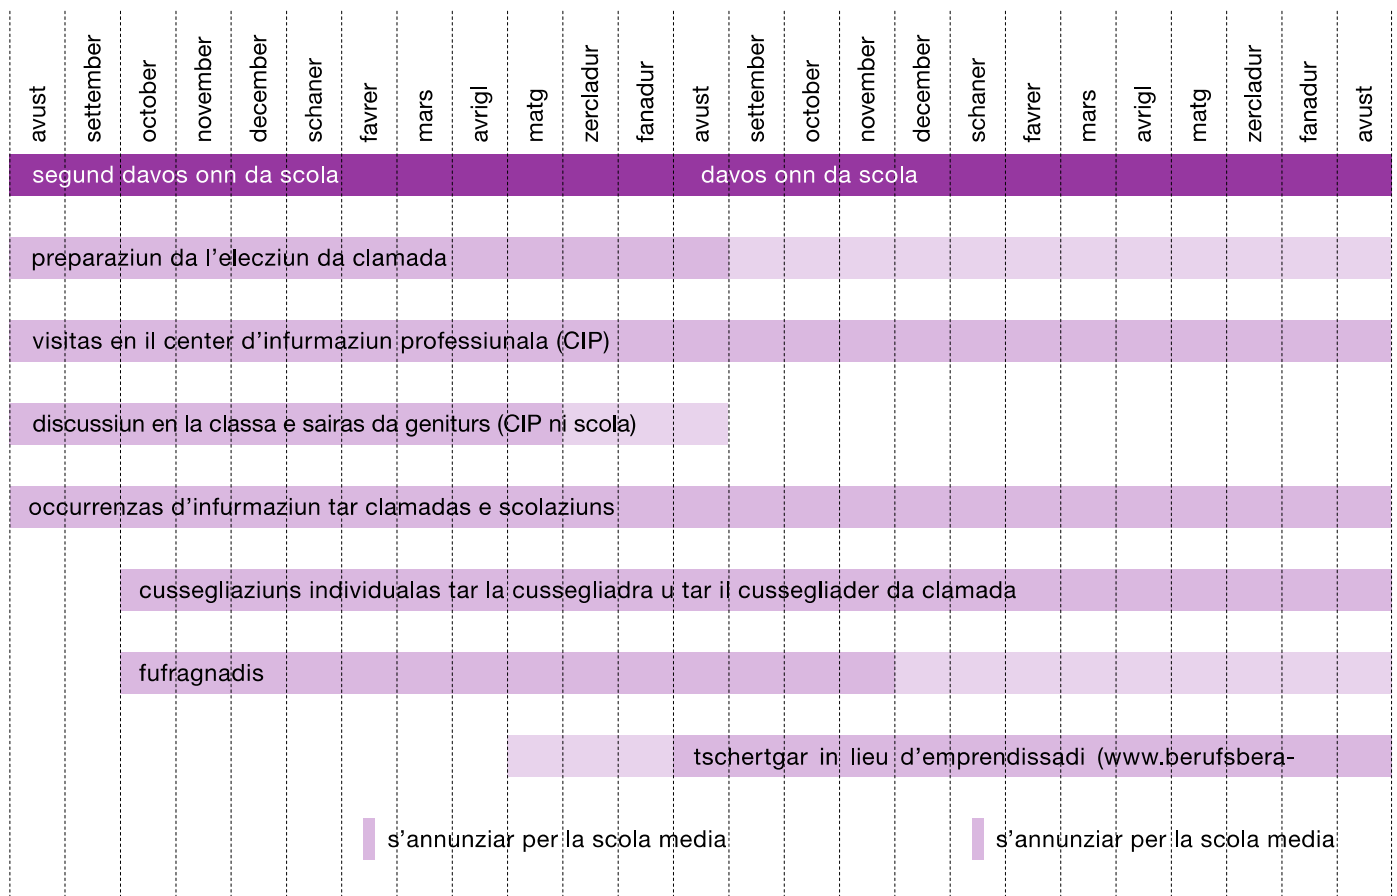 avust
settember
october
november
december
schaner
favrer
mars
avrigl
matg
zercladur
fanadur
avust
settember
october
november
december
schaner
favrer
mars
avrigl
matg
zercladur
fanadur
avust
segund davos onn da scola
davos onn da scola
preparaziun da l'elecziun da clamada
visitas en il center d'infurmaziun professiunala (CIP)
discussiun en la classa e sairas da geniturs (CIP ni scola)
occurrenzas d'infurmaziun tar clamadas e scolaziuns
cussegliaziuns individualas tar la cussegliadra u tar il cussegliader da clamada
fufragnadis
tschertgar in lieu d'emprendissadi (www.berufsbera-
s'annunziar per la scola media
s'annunziar per la scola media